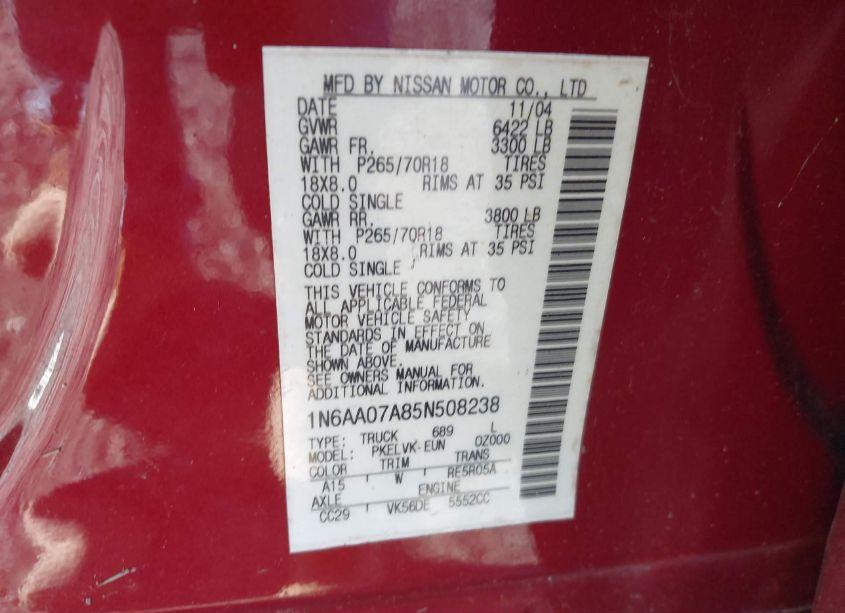 MFD BY NISSAN MOTOR CO., LTD
DATE 11/04
GVWR 6422 LB
GAWR FR. 3300 LB
WITH P265/70R18 TIRES
18X8.0 RIMS AT 35 PSI
COLD SINGLE
GAWR RR. 3800 LB
WITH P265/70R18 TIRES
18X8.0 RIMS AT 35 PSI
COLD SINGLE
THIS VEHICLE CONFORMS TO
ALL APPLICABLE FEDERAL
MOTOR VEHICLE SAFETY
STANDARDS IN EFFECT ON
THE DATE OF MANUFACTURE
SHOWN ABOVE.
SEE OWNERS MANUAL FOR
ADDITIONAL INFORMATION.
1N6AA07A85N508238
TYPE: TRUCK 689 L
MODEL: PKELVK-EUN 0Z000
COLOR TRIM TRANS
A15 W RE5R05A
AXLE ENGINE
CC29 VK56DE 5552CC